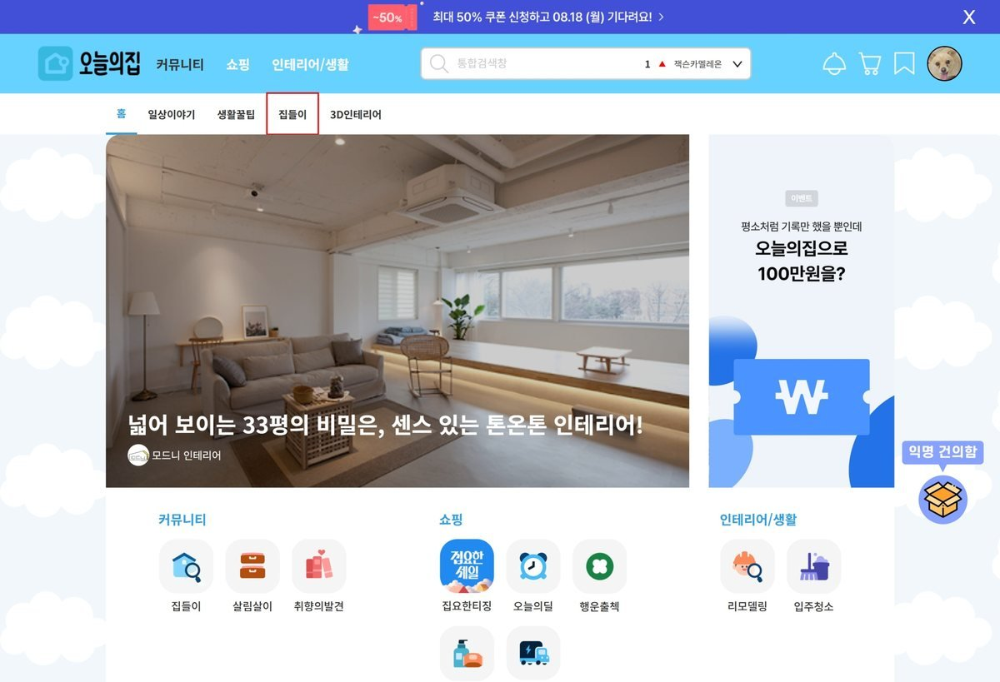 ~50%
최대 50% 쿠폰 신청하고 08.18 (월) 기다려요! >
X
오늘의집
커뮤니티
쇼핑
인테리어/생활
통합검색창
1 ▲ 잭슨카멜레온
홈
일상이야기
생활꿀팁
집들이
3D인테리어
넓어 보이는 33평의 비밀은, 센스 있는 톤온톤 인테리어!
모드니 인테리어
이벤트
평소처럼 기록만 했을 뿐인데
오늘의집으로
100만원을?
W
익명 건의함
커뮤니티
집들이
살림살이
취향의발견
쇼핑
집요한
세일
집요한티징
오늘의딜
행운출첵
인테리어/생활
리모델링
입주청소